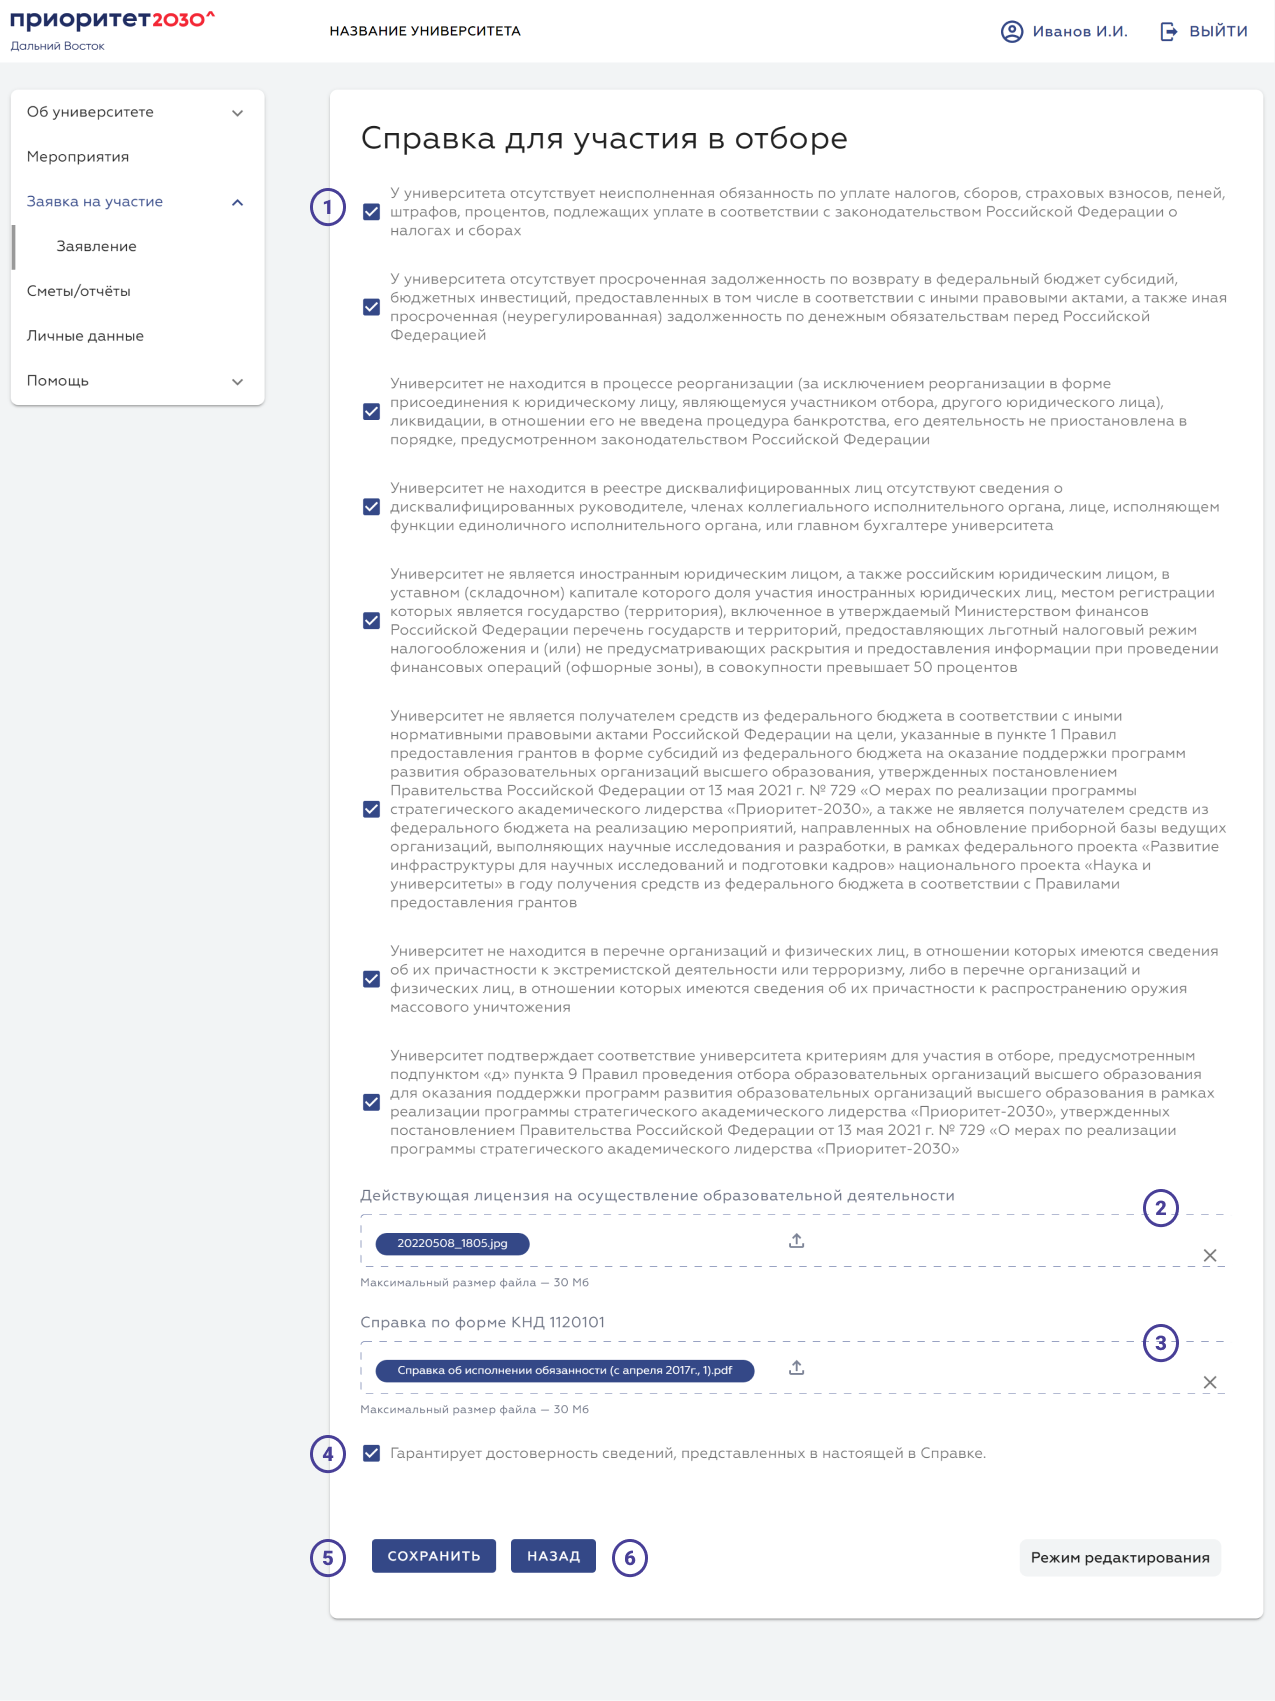 приоритет2030^
Дальний Восток
НАЗВАНИЕ УНИВЕРСИТЕТА
Иванов И.И.
ВЫЙТИ
Об университете
Мероприятия
Заявка на участие
Заявление
Сметы/отчёты
Личные данные
Помощь
Справка для участия в отборе
1
У университета отсутствует неисполненная обязанность по уплате налогов, сборов, страховых взносов, пеней,
штрафов, процентов, подлежащих уплате в соответствии с законодательством Российской Федерации о
налогах и сборах
У университета отсутствует просроченная задолженность по возврату в федеральный бюджет субсидий,
бюджетных инвестиций, предоставленных в том числе в соответствии с иными правовыми актами, а также иная
просроченная (неурегулированная) задолженность по денежным обязательствам перед Российской
Федерацией
Университет не находится в процессе реорганизации (за исключением реорганизации в форме
присоединения к юридическому лицу, являющемуся участником отбора, другого юридического лица),
ликвидации, в отношении его не введена процедура банкротства, его деятельность не приостановлена в
порядке, предусмотренном законодательством Российской Федерации
Университет не находится в реестре дисквалифицированных лиц отсутствуют сведения о
дисквалифицированных руководителе, членах коллегиального исполнительного органа, лице, исполняющем
функции единоличного исполнительного органа, или главном бухгалтере университета
Университет не является иностранным юридическим лицом, а также российским юридическим лицом, в
уставном (складочном) капитале которого доля участия иностранных юридических лиц, местом регистрации
которых является государство (территория), включенное в утверждаемый Министерством финансов
Российской Федерации перечень государств и территорий, предоставляющих льготный налоговый режим
налогообложения и (или) не предусматривающих раскрытия и предоставления информации при проведении
финансовых операций (офшорные зоны), в совокупности превышает 50 процентов
Университет не является получателем средств из федерального бюджета в соответствии с иными
нормативными правовыми актами Российской Федерации на цели, указанные в пункте 1 Правил
предоставления грантов в форме субсидий из федерального бюджета на оказание поддержки программ
развития образовательных организаций высшего образования, утвержденных постановлением
Правительства Российской Федерации от 13 мая 2021 г. № 729 «О мерах по реализации программы
стратегического академического лидерства «Приоритет-2030», а также не является получателем средств из
федерального бюджета на реализацию мероприятий, направленных на обновление приборной базы ведущих
организаций, выполняющих научные исследования и разработки, в рамках федерального проекта «Развитие
инфраструктуры для научных исследований и подготовки кадров» национального проекта «Наука и
университеты» в году получения средств из федерального бюджета в соответствии с Правилами
предоставления грантов
Университет не находится в перечне организаций и физических лиц, в отношении которых имеются сведения
об их причастности к экстремистской деятельности или терроризму, либо в перечне организаций и
физических лиц, в отношении которых имеются сведения об их причастности к распространению оружия
массового уничтожения
Университет подтверждает соответствие университета критериям для участия в отборе, предусмотренным
подпунктом «д» пункта 9 Правил проведения отбора образовательных организаций высшего образования
для оказания поддержки программ развития образовательных организаций высшего образования в рамках
реализации программы стратегического академического лидерства «Приоритет-2030», утвержденных
постановлением Правительства Российской Федерации от 13 мая 2021 г. № 729 «О мерах по реализации
программы стратегического академического лидерства «Приоритет-2030»
Действующая лицензия на осуществление образовательной деятельности
2
20220508_1805.jpg
Максимальный размер файла — 30 Мб
Справка по форме КНД 1120101
3
Справка об исполнении обязанности (с апреля 2017г., 1).pdf
Максимальный размер файла — 30 Мб
4
Гарантирует достоверность сведений, представленных в настоящей в Справке.
5
СОХРАНИТЬ
НАЗАД
6
Режим редактирования